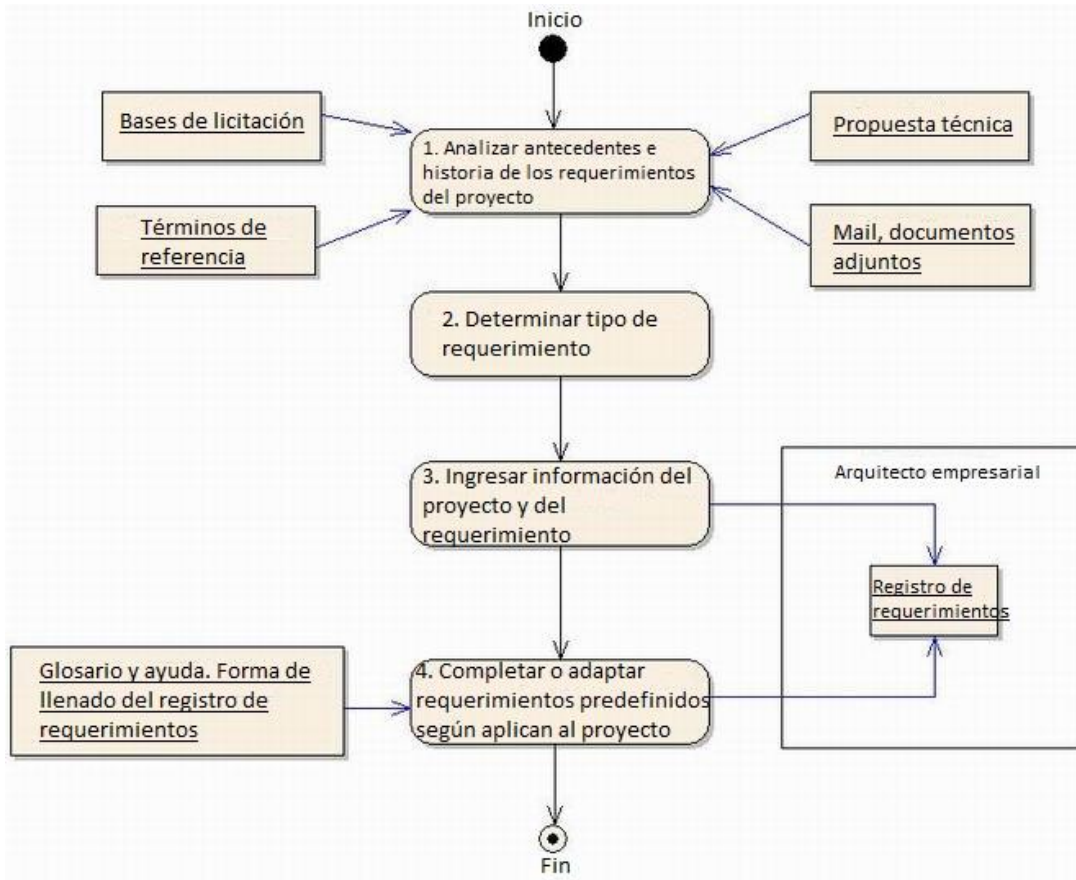 Inicio
Bases de licitación
Propuesta técnica
1. Analizar antecedentes e
historia de los requerimientos
del proyecto
Términos de
referencia
Mail, documentos
adjuntos
2. Determinar tipo de
requerimiento
3. Ingresar información del
proyecto y del
requerimiento
Arquitecto empresarial
Registro de
requerimientos
Glosario y ayuda. Forma de
llenado del registro de
requerimientos
4. Completar o adaptar
requerimientos predefinidos
según aplican al proyecto
Fin